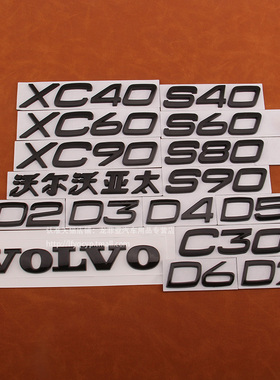 XC40 S40
XC60 S60
XC90 S80
沃尔沃亚太 S90
D2 D3 D4 D5
C30
VOLVO
D6 D